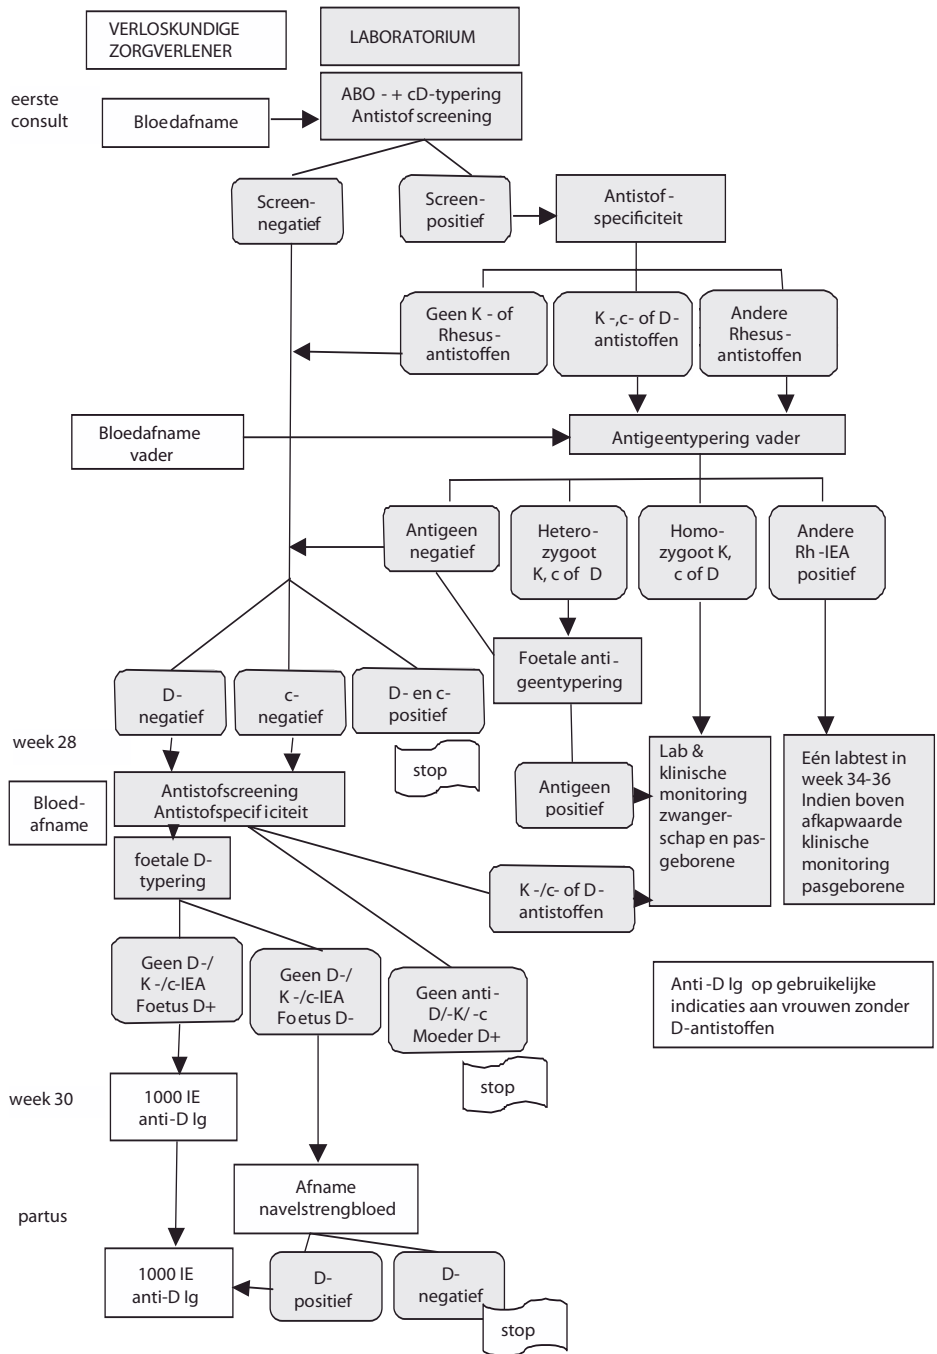 VERLOSKUNDIGE
ZORGVERLENER
LABORATORIUM
eerste
consult
Bloedafname
ABO - + cD-typering
Antistof screening
Screen-
negatief
Screen-
positief
Antistof-
specificiteit
Geen K - of
Rhesus-
antistoffen
K -,c- of D-
antistoffen
Andere
Rhesus-
antistoffen
Bloedafname
vader
Antigeentypering vader
Antigeen
negatief
Hetero-
zygoot
K, c of D
Homo-
zygoot K,
c of D
Andere
Rh -IEA
positief
Foetale anti-
geentypering
D-
negatief
c-
negatief
D- en c-
positief
stop
week 28
Bloed-
afname
Antistofscreening
Antistofspecificiteit
Antigeen
positief
Lab &
klinische
monitoring
zwanger-
schap en pas-
geborene
Eén labtest in
week 34-36
Indien boven
afkapwaarde
klinische
monitoring
pasgeborene
foetale D-
typering
K -/c- of D-
antistoffen
Geen D-/
K -/c-IEA
Foetus D+
Geen D-/
K -/c-IEA
Foetus D-
Geen anti-
D/-K/ -c
Moeder D+
stop
Anti -D Ig op gebruikelijke
indicaties aan vrouwen zonder
D-antistoffen
week 30
1000 IE
anti-D Ig
partus
Afname
navelstrengbloed
1000 IE
anti-D Ig
D-
positief
D-
negatief
stop